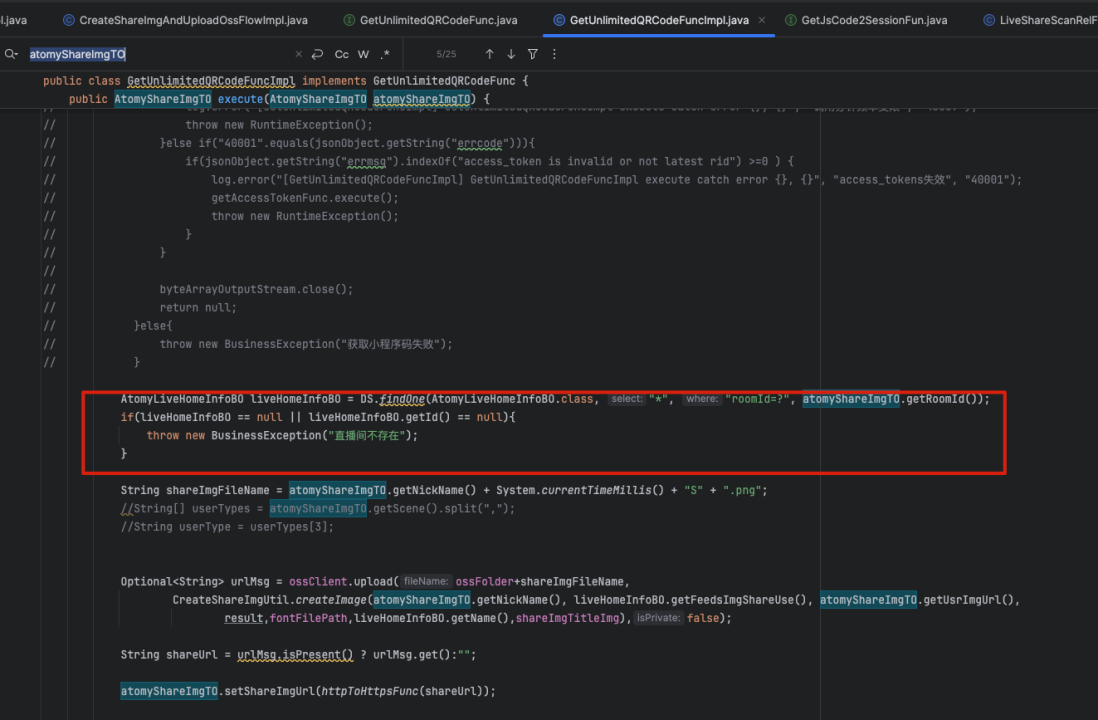 l.java CreateShareImgAndUploadOssFlowImpl.java GetUnlimitedQRCodeFunc.java GetUnlimitedQRCodeFuncImpl.java × GetJsCode2SessionFun.java LiveShareScanRelF
atomyShareImgTO × Cc W .* 5/25
public class GetUnlimitedQRCodeFuncImpl implements GetUnlimitedQRCodeFunc {
public AtomyShareImgTO execute(AtomyShareImgTO atomyShareImgTO) {
// throw new RuntimeException();
// }else if("40001".equals(jsonObject.getString("errcode"))){
// if(jsonObject.getString("errmsg").indexOf("access_token is invalid or not latest rid") >=0 ) {
// log.error("[GetUnlimitedQRCodeFuncImpl] GetUnlimitedQRCodeFuncImpl execute catch error {}, {}", "access_tokens失效", "40001");
// getAccessTokenFunc.execute();
// throw new RuntimeException();
// }
// }
//
// byteArrayOutputStream.close();
// return null;
// }else{
// throw new BusinessException("获取小程序码失败");
// }
AtomyLiveHomeInfoBO liveHomeInfoBO = DS.findOne(AtomyLiveHomeInfoBO.class, select: "*", where: "roomId=?", atomyShareImgTO.getRoomId());
if(liveHomeInfoBO == null || liveHomeInfoBO.getId() == null){
throw new BusinessException("直播间不存在");
}
String shareImgFileName = atomyShareImgTO.getNickName() + System.currentTimeMillis() + "S" + ".png";
//String[] userTypes = atomyShareImgTO.getScene().split(",");
//String userType = userTypes[3];
Optional<String> urlMsg = ossClient.upload( fileName: ossFolder+shareImgFileName,
CreateShareImgUtil.createImage(atomyShareImgTO.getNickName(), liveHomeInfoBO.getFeedsImgShareUse(), atomyShareImgTO.getUsrImgUrl(),
result,fontFilePath,liveHomeInfoBO.getName(),shareImgTitleImg), isPrivate: false);
String shareUrl = urlMsg.isPresent() ? urlMsg.get():"";
atomyShareImgTO.setShareImgUrl(httpToHttpsFunc(shareUrl));